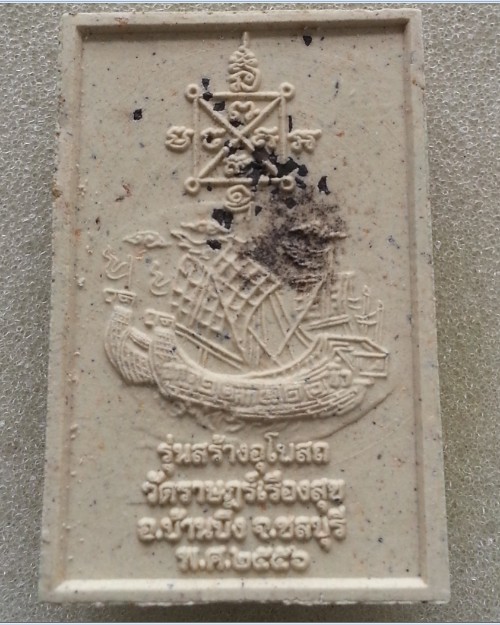 รุ่นสร้างอุโบสถ
วัดราษฎร์เรืองสุข
อ.บ้านบึง จ.ชลบุรี
พ.ศ.๒๕๕๖